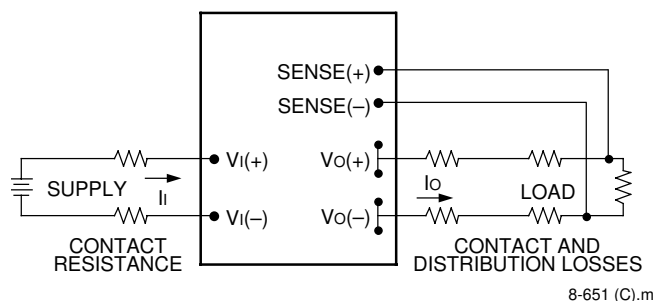 SENSE(+)
SENSE(–)
SUPPLY
II
VI(+)
VO(+)
IO
LOAD
VI(–)
VO(–)
CONTACT
RESISTANCE
CONTACT AND
DISTRIBUTION LOSSES
8-651 (C).m